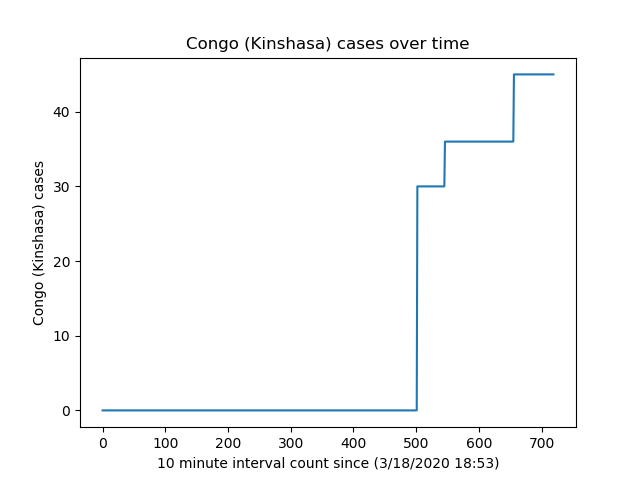 Congo (Kinshasa) cases over time
Congo (Kinshasa) cases
40
30
20
10
0
0 100 200 300 400 500 600 700
10 minute interval count since (3/18/2020 18:53)